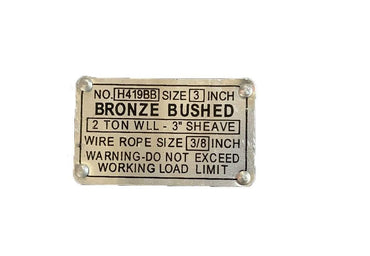 NO. H419BB SIZE 3 INCH
BRONZE BUSHED
2 TON WLL - 3" SHEAVE
WIRE ROPE SIZE 3/8 INCH
WARNING-DO NOT EXCEED
WORKING LOAD LIMIT